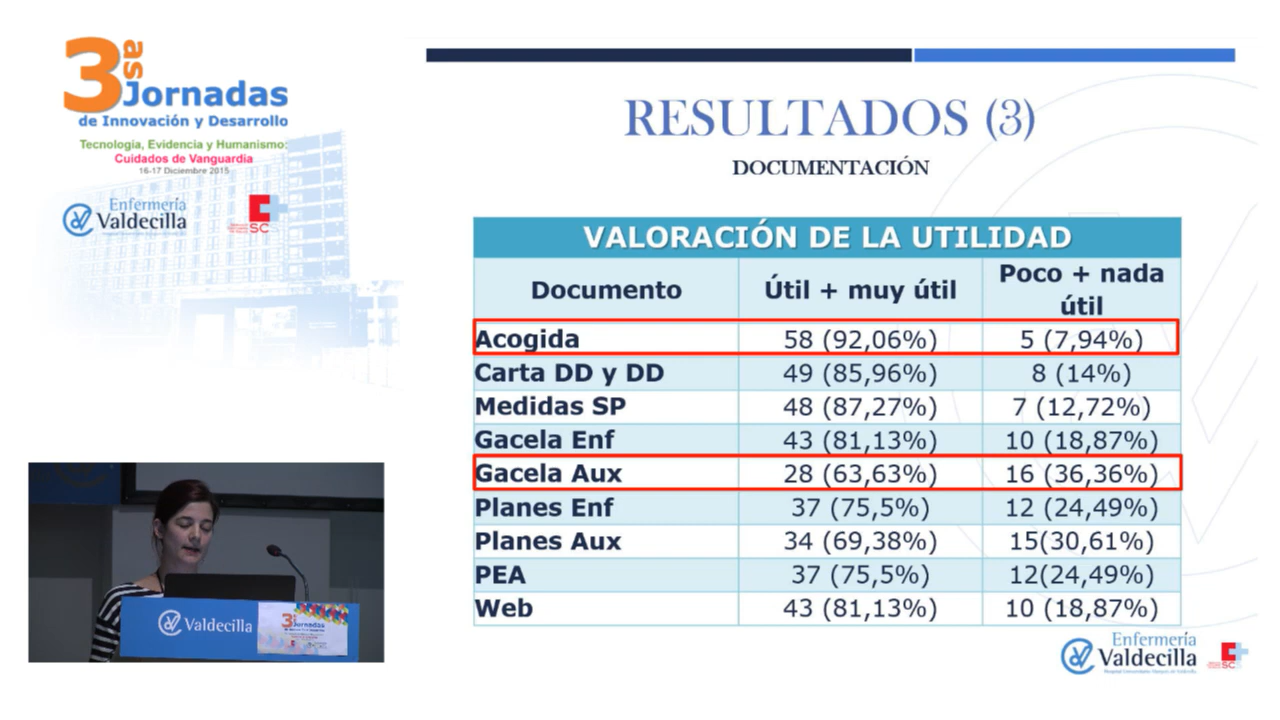 3as Jornadas
de Innovación y Desarrollo
Tecnología, Evidencia y Humanismo:
Cuidados de Vanguardia
16-17 Diciembre 2015
Enfermería
Valdecilla
SC
RESULTADOS (3)
DOCUMENTACIÓN
VALORACIÓN DE LA UTILIDAD
Documento Útil + muy útil Poco + nada útil
Acogida 58 (92,06%) 5 (7,94%)
Carta DD y DD 49 (85,96%) 8 (14%)
Medidas SP 48 (87,27%) 7 (12,72%)
Gacela Enf 43 (81,13%) 10 (18,87%)
Gacela Aux 28 (63,63%) 16 (36,36%)
Planes Enf 37 (75,5%) 12 (24,49%)
Planes Aux 34 (69,38%) 15(30,61%)
PEA 37 (75,5%) 12(24,49%)
Web 43 (81,13%) 10 (18,87%)
Valdecilla
3as Jornadas
Enfermería
Valdecilla
SC